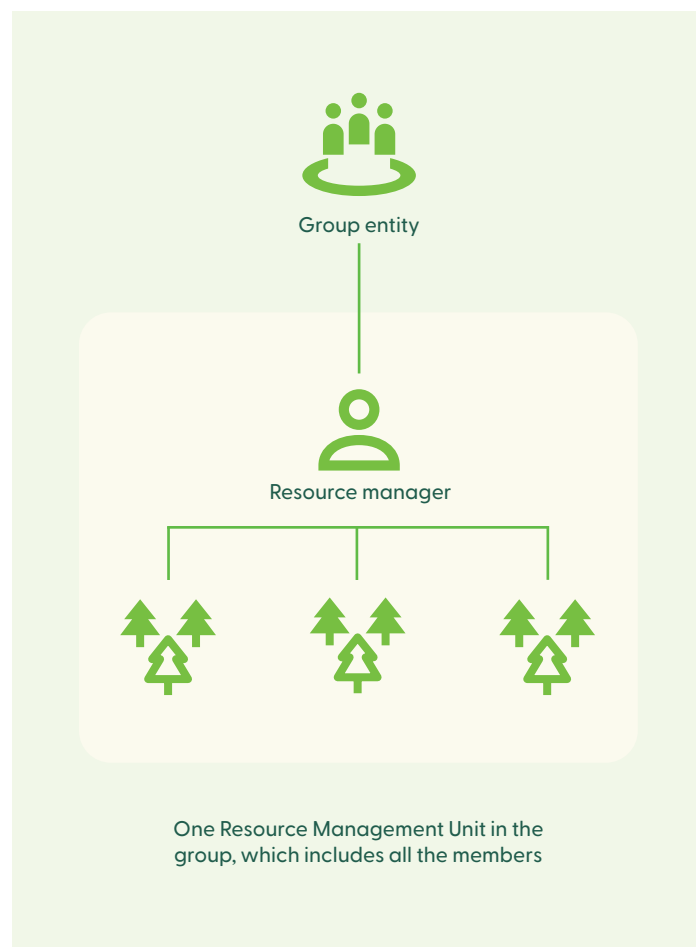 Group entity
Resource manager
One Resource Management Unit in the
group, which includes all the members